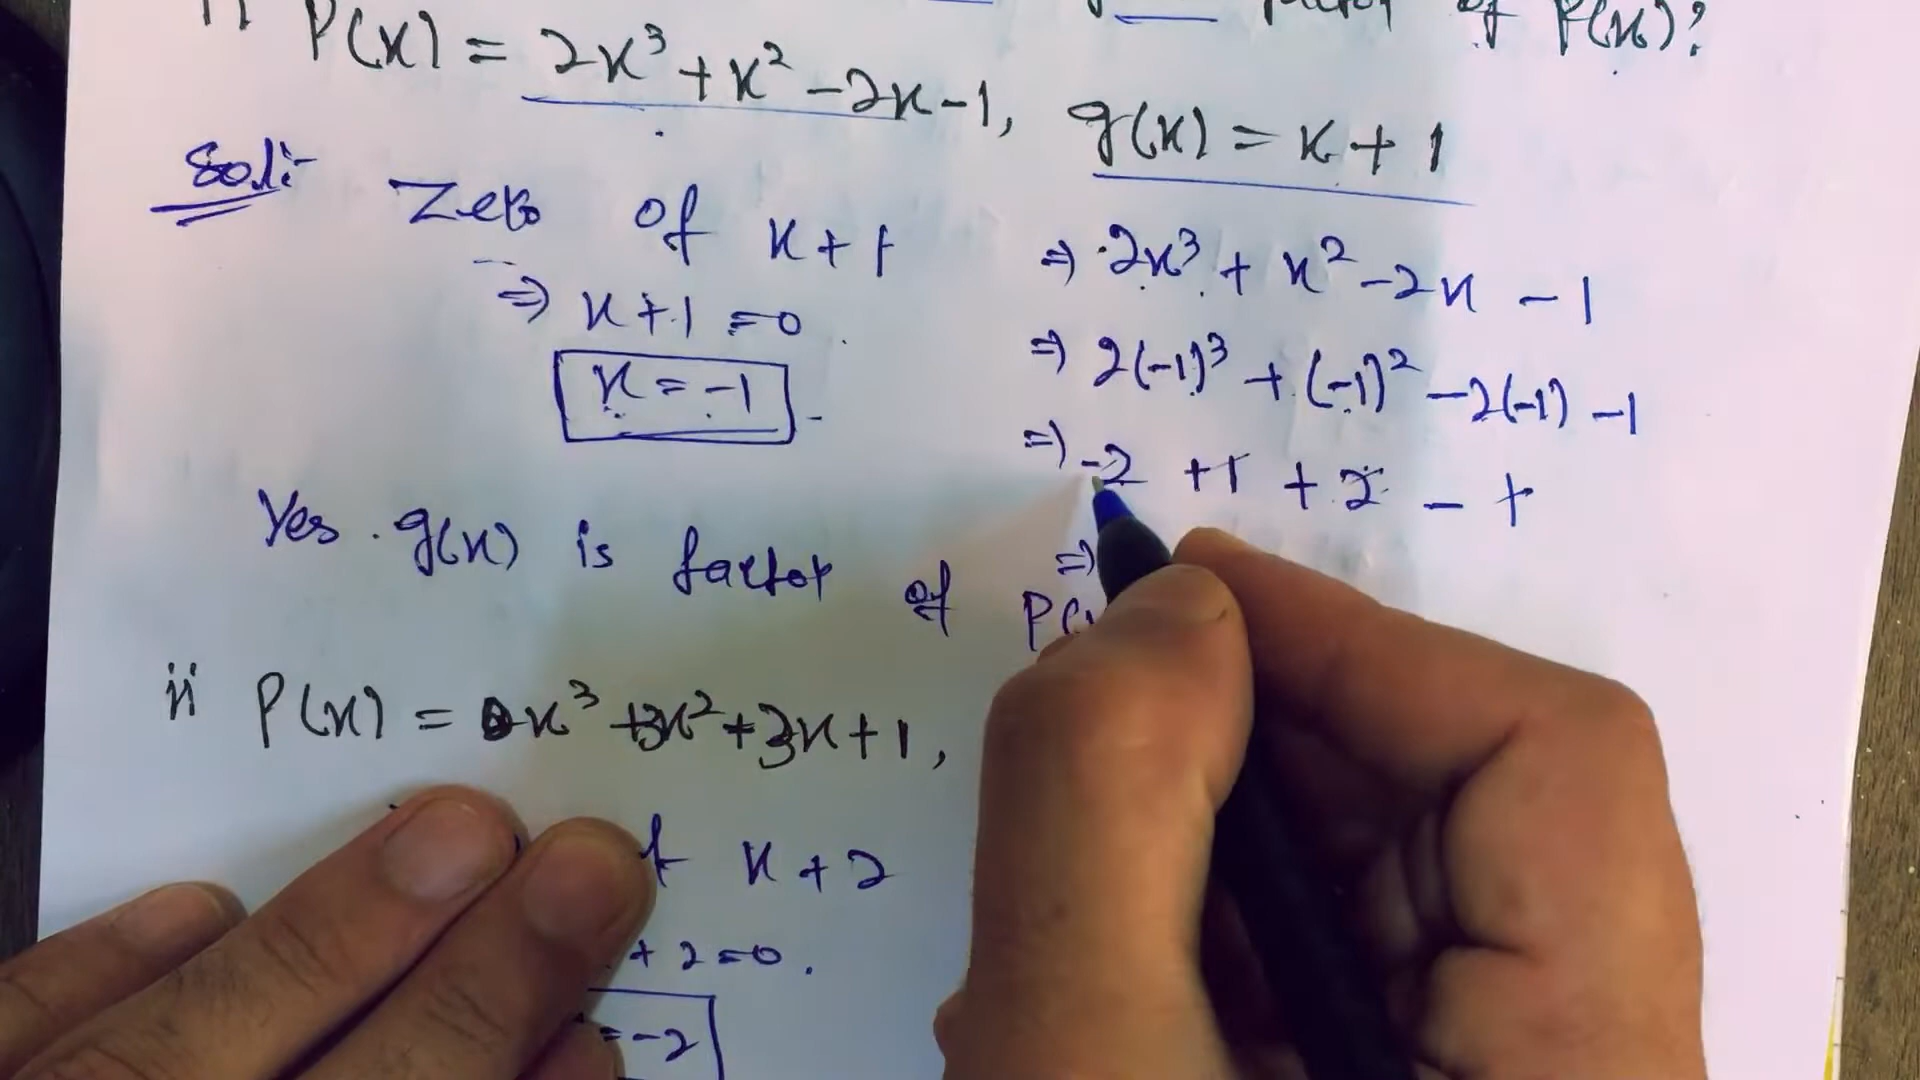 factor of P(x)?
P(x) = 2x³ + x² - 2x - 1, g(x) = x + 1
Sol:- Zero of x + 1
⇒ x + 1 = 0
x = -1
⇒ 2x³ + x² - 2x - 1
⇒ 2(-1)³ + (-1)² - 2(-1) - 1
⇒ -2 + 1 + 2 - 1
⇒
Yes. g(x) is factor of P(
ii P(x) = x³ + 3x² + 3x + 1,
x + 2
+ 2 = 0.
= -2